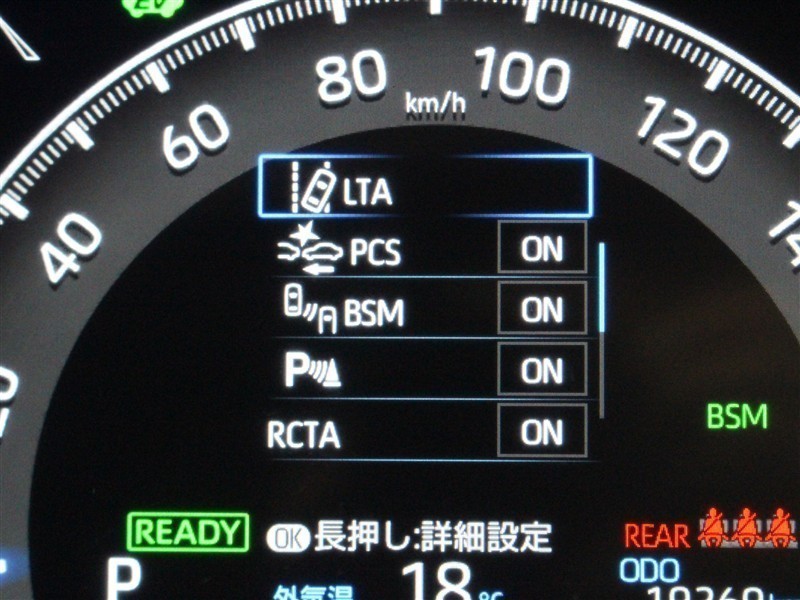 EV
80
100
km/h
60
120
LTA
40
PCS ON
BSM ON
P ON
BSM
RCTA ON
READY
OK 長押し:詳細設定
REAR
P
外気温 18 ℃
ODO